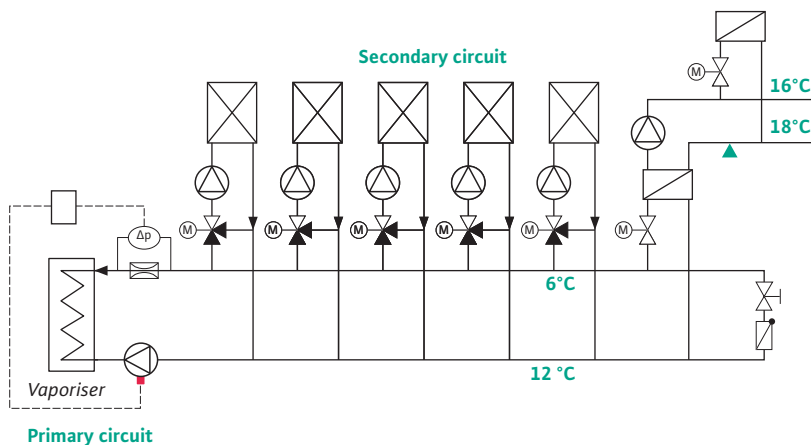 Secondary circuit
M
16°C
18°C
M
M
M
M
M
M
Δp
6°C
12 °C
Vaporiser
Primary circuit